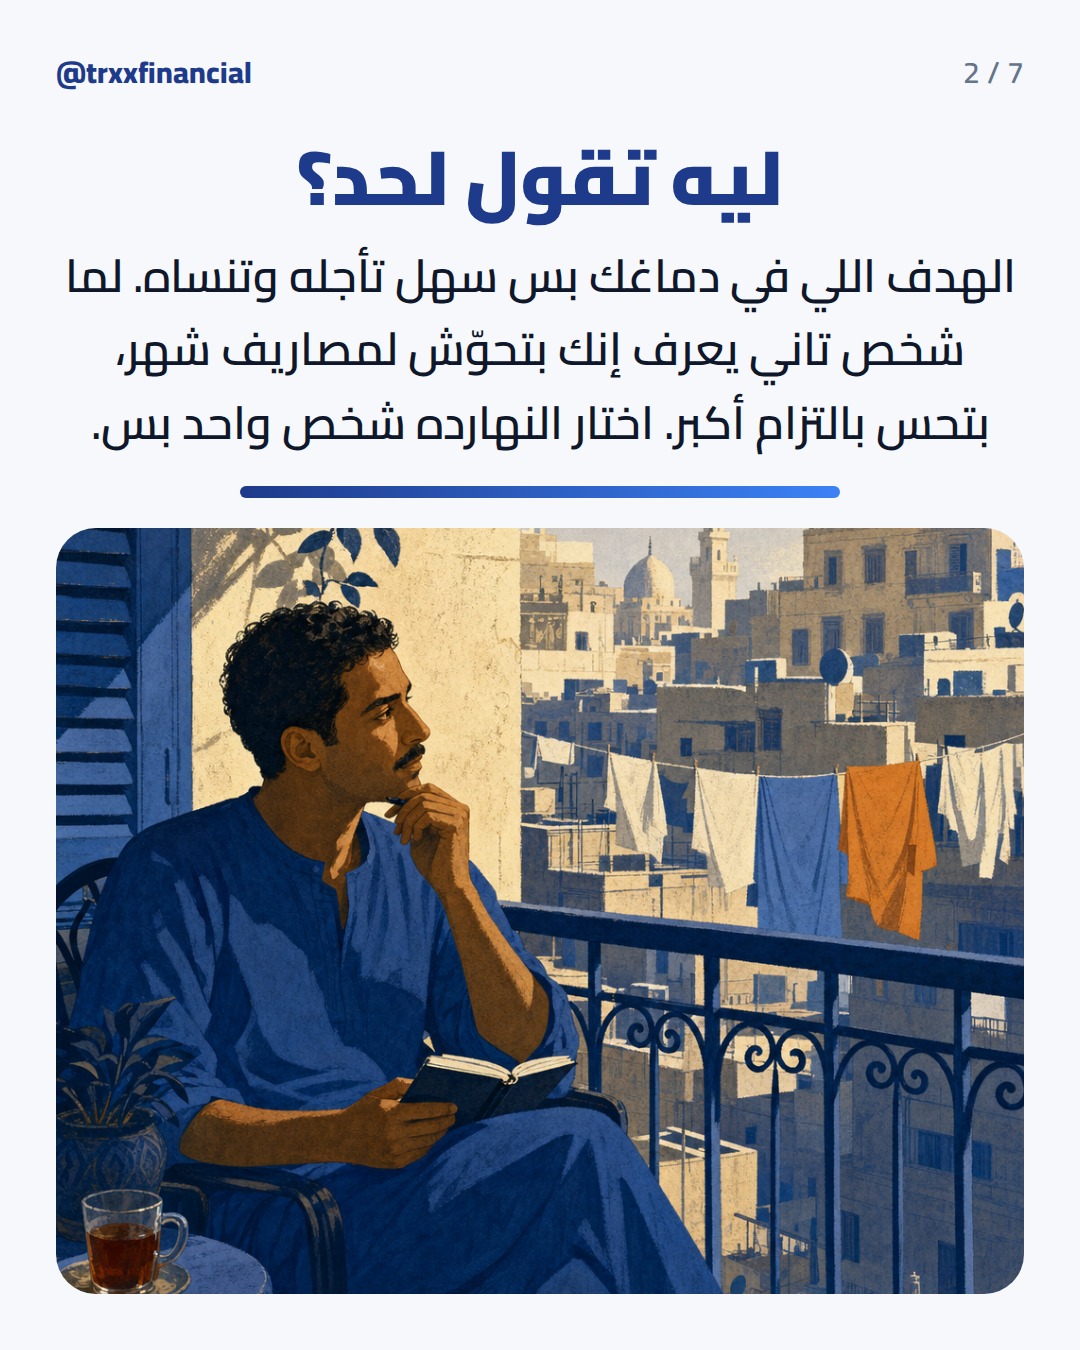 @trxxfinancial
2 / 7
ليه تقول لحد؟
الهدف اللي في دماغك بس سهل تأجله وتنساه. لما
شخص تاني يعرف إنك بتحوّش لمصاريف شهر،
بتحس بالتزام أكبر. اختار النهارده شخص واحد بس.